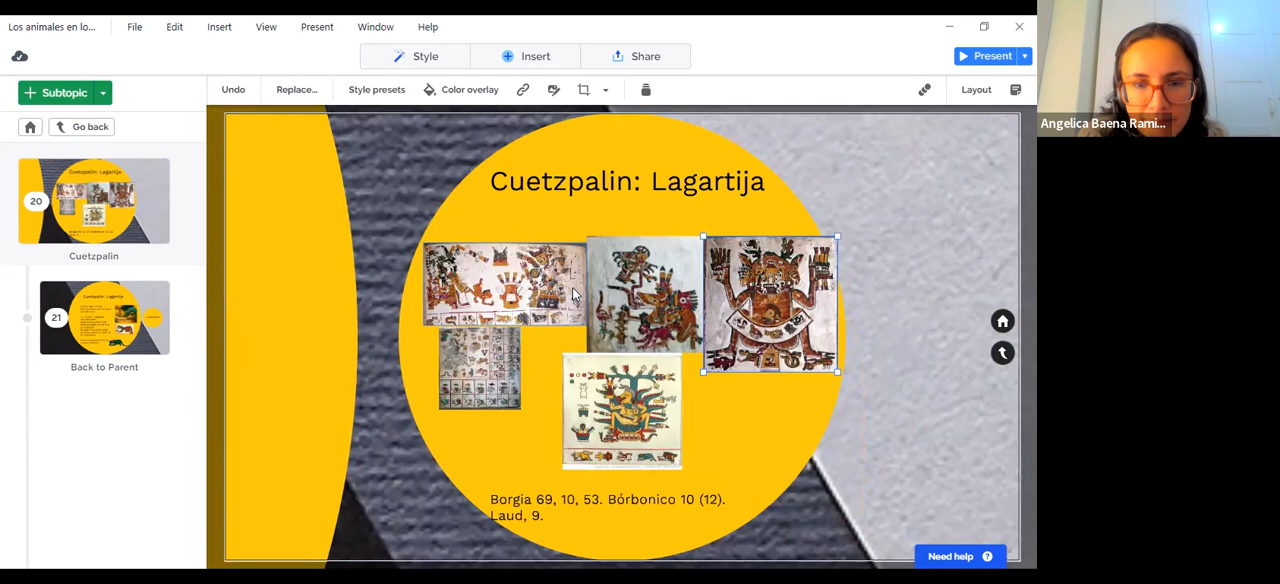 Los animales en lo...
File
Edit
Insert
View
Present
Window
Help
Style
Insert
Share
Present
Subtopic
Undo
Replace...
Style presets
Color overlay
Layout
Go back
Angelica Baena Rami...
20
Cuetzpalin
21
Back to Parent
Cuetzpalin: Lagartija
Borgia 69, 10, 53. Bórbonico 10 (12).
Laud, 9.
Need help ?